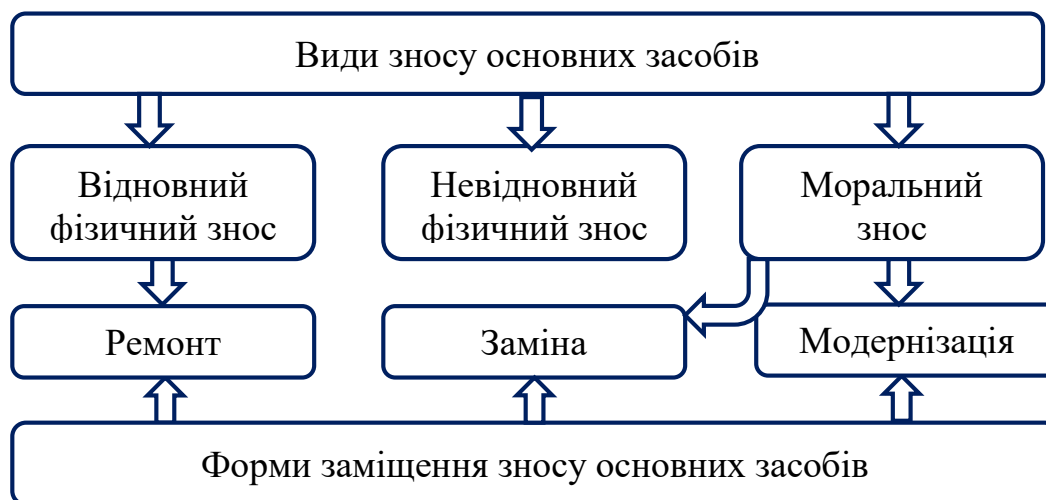 Види зносу основних засобів
Відновний
фізичний знос
Невідновний
фізичний знос
Моральний
знос
Ремонт
Заміна
Модернізація
Форми заміщення зносу основних засобів